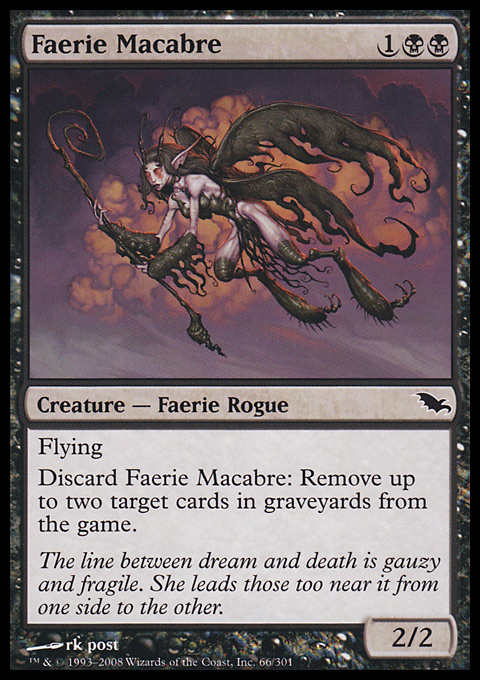 Faerie Macabre 1
Creature — Faerie Rogue
Flying
Discard Faerie Macabre: Remove up
to two target cards in graveyards from
the game.
The line between dream and death is gauzy
and fragile. She leads those too near it from
one side to the other.
rk post
2/2
™ & © 1993–2008 Wizards of the Coast, Inc. 66/301